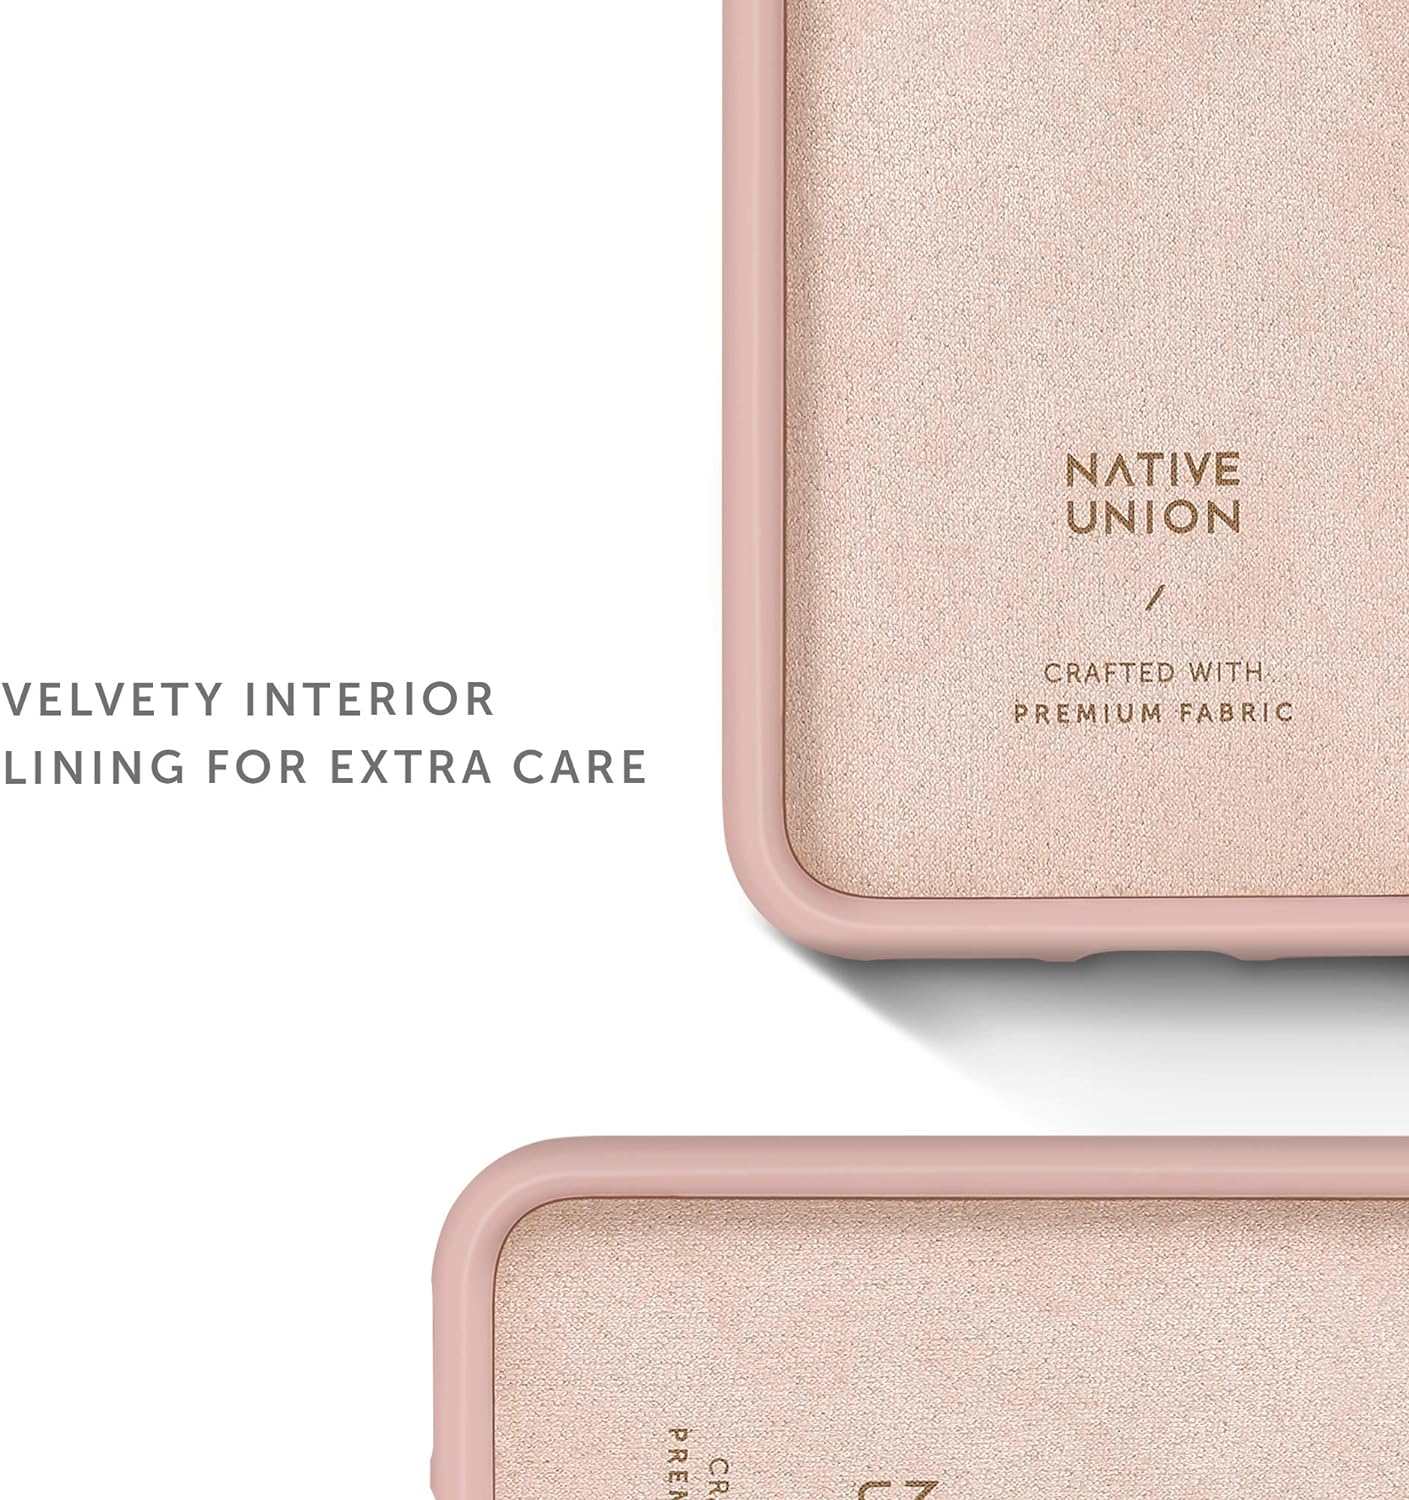 NATIVE
UNION
/
CRAFTED WITH
PREMIUM FABRIC
VELVETY INTERIOR
LINING FOR EXTRA CARE